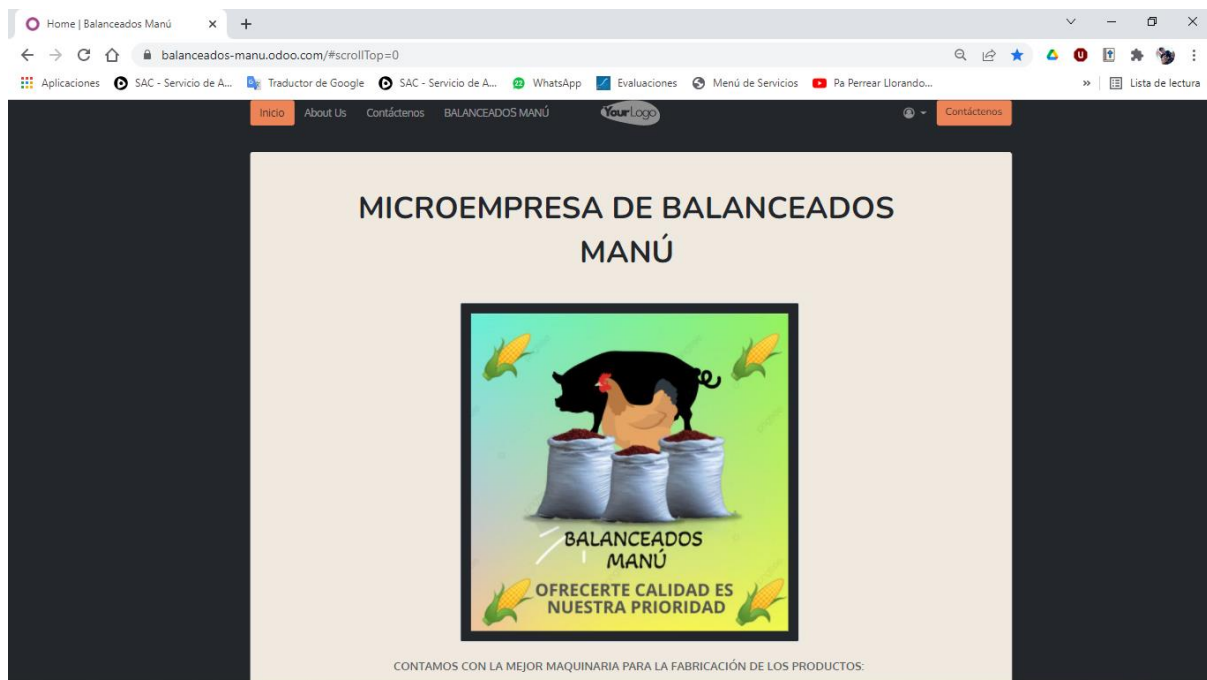 Home | Balanceados Manú
balanceados-manu.odoo.com/#scrollTop=0
Aplicaciones SAC - Servicio de A... Traductor de Google SAC - Servicio de A... 22 WhatsApp Evaluaciones Menú de Servicios Pa Perrear Llorando... » Lista de lectura
Inicio About Us Contáctenos BALANCEADOS MANÚ YourLogo Contáctenos
MICROEMPRESA DE BALANCEADOS
MANÚ
BALANCEADOS
MANÚ
OFRECERTE CALIDAD ES
NUESTRA PRIORIDAD
CONTAMOS CON LA MEJOR MAQUINARIA PARA LA FABRICACIÓN DE LOS PRODUCTOS: